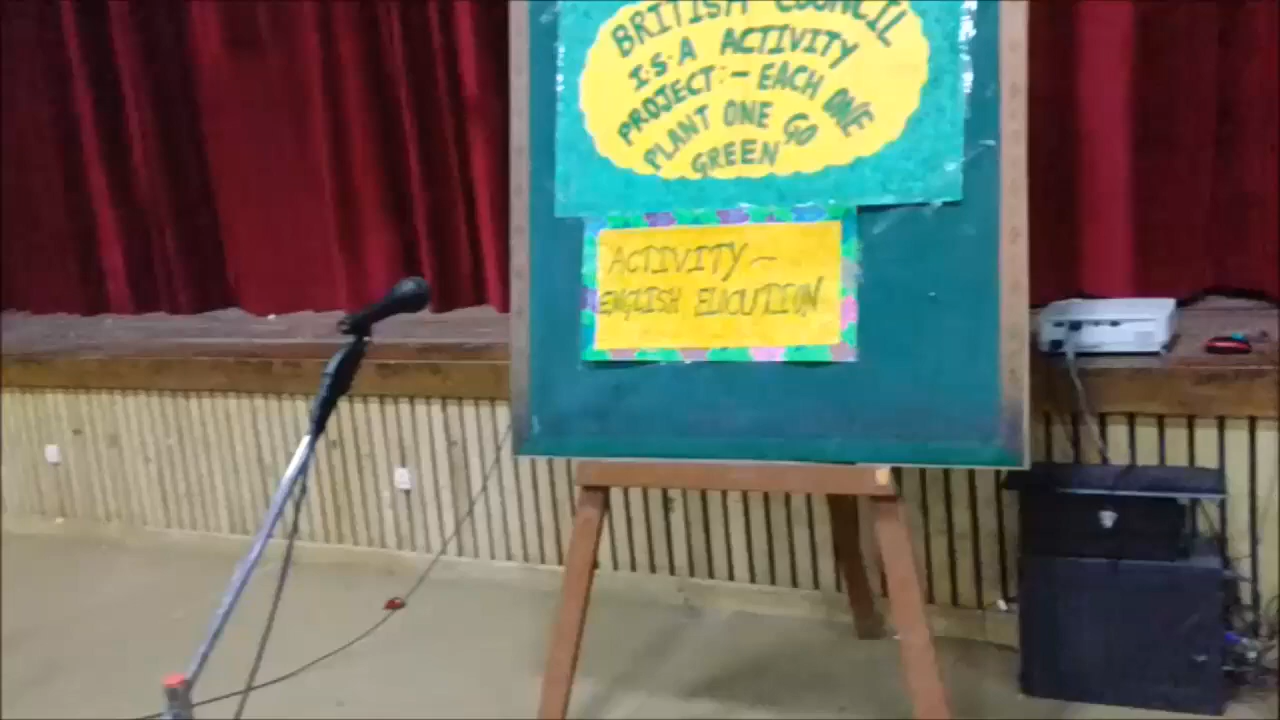 BRITISH COUNCIL
I.S.A ACTIVITY
PROJECT:- EACH ONE
PLANT ONE GO
GREEN
ACTIVITY -
ENGLISH ELOCUTION